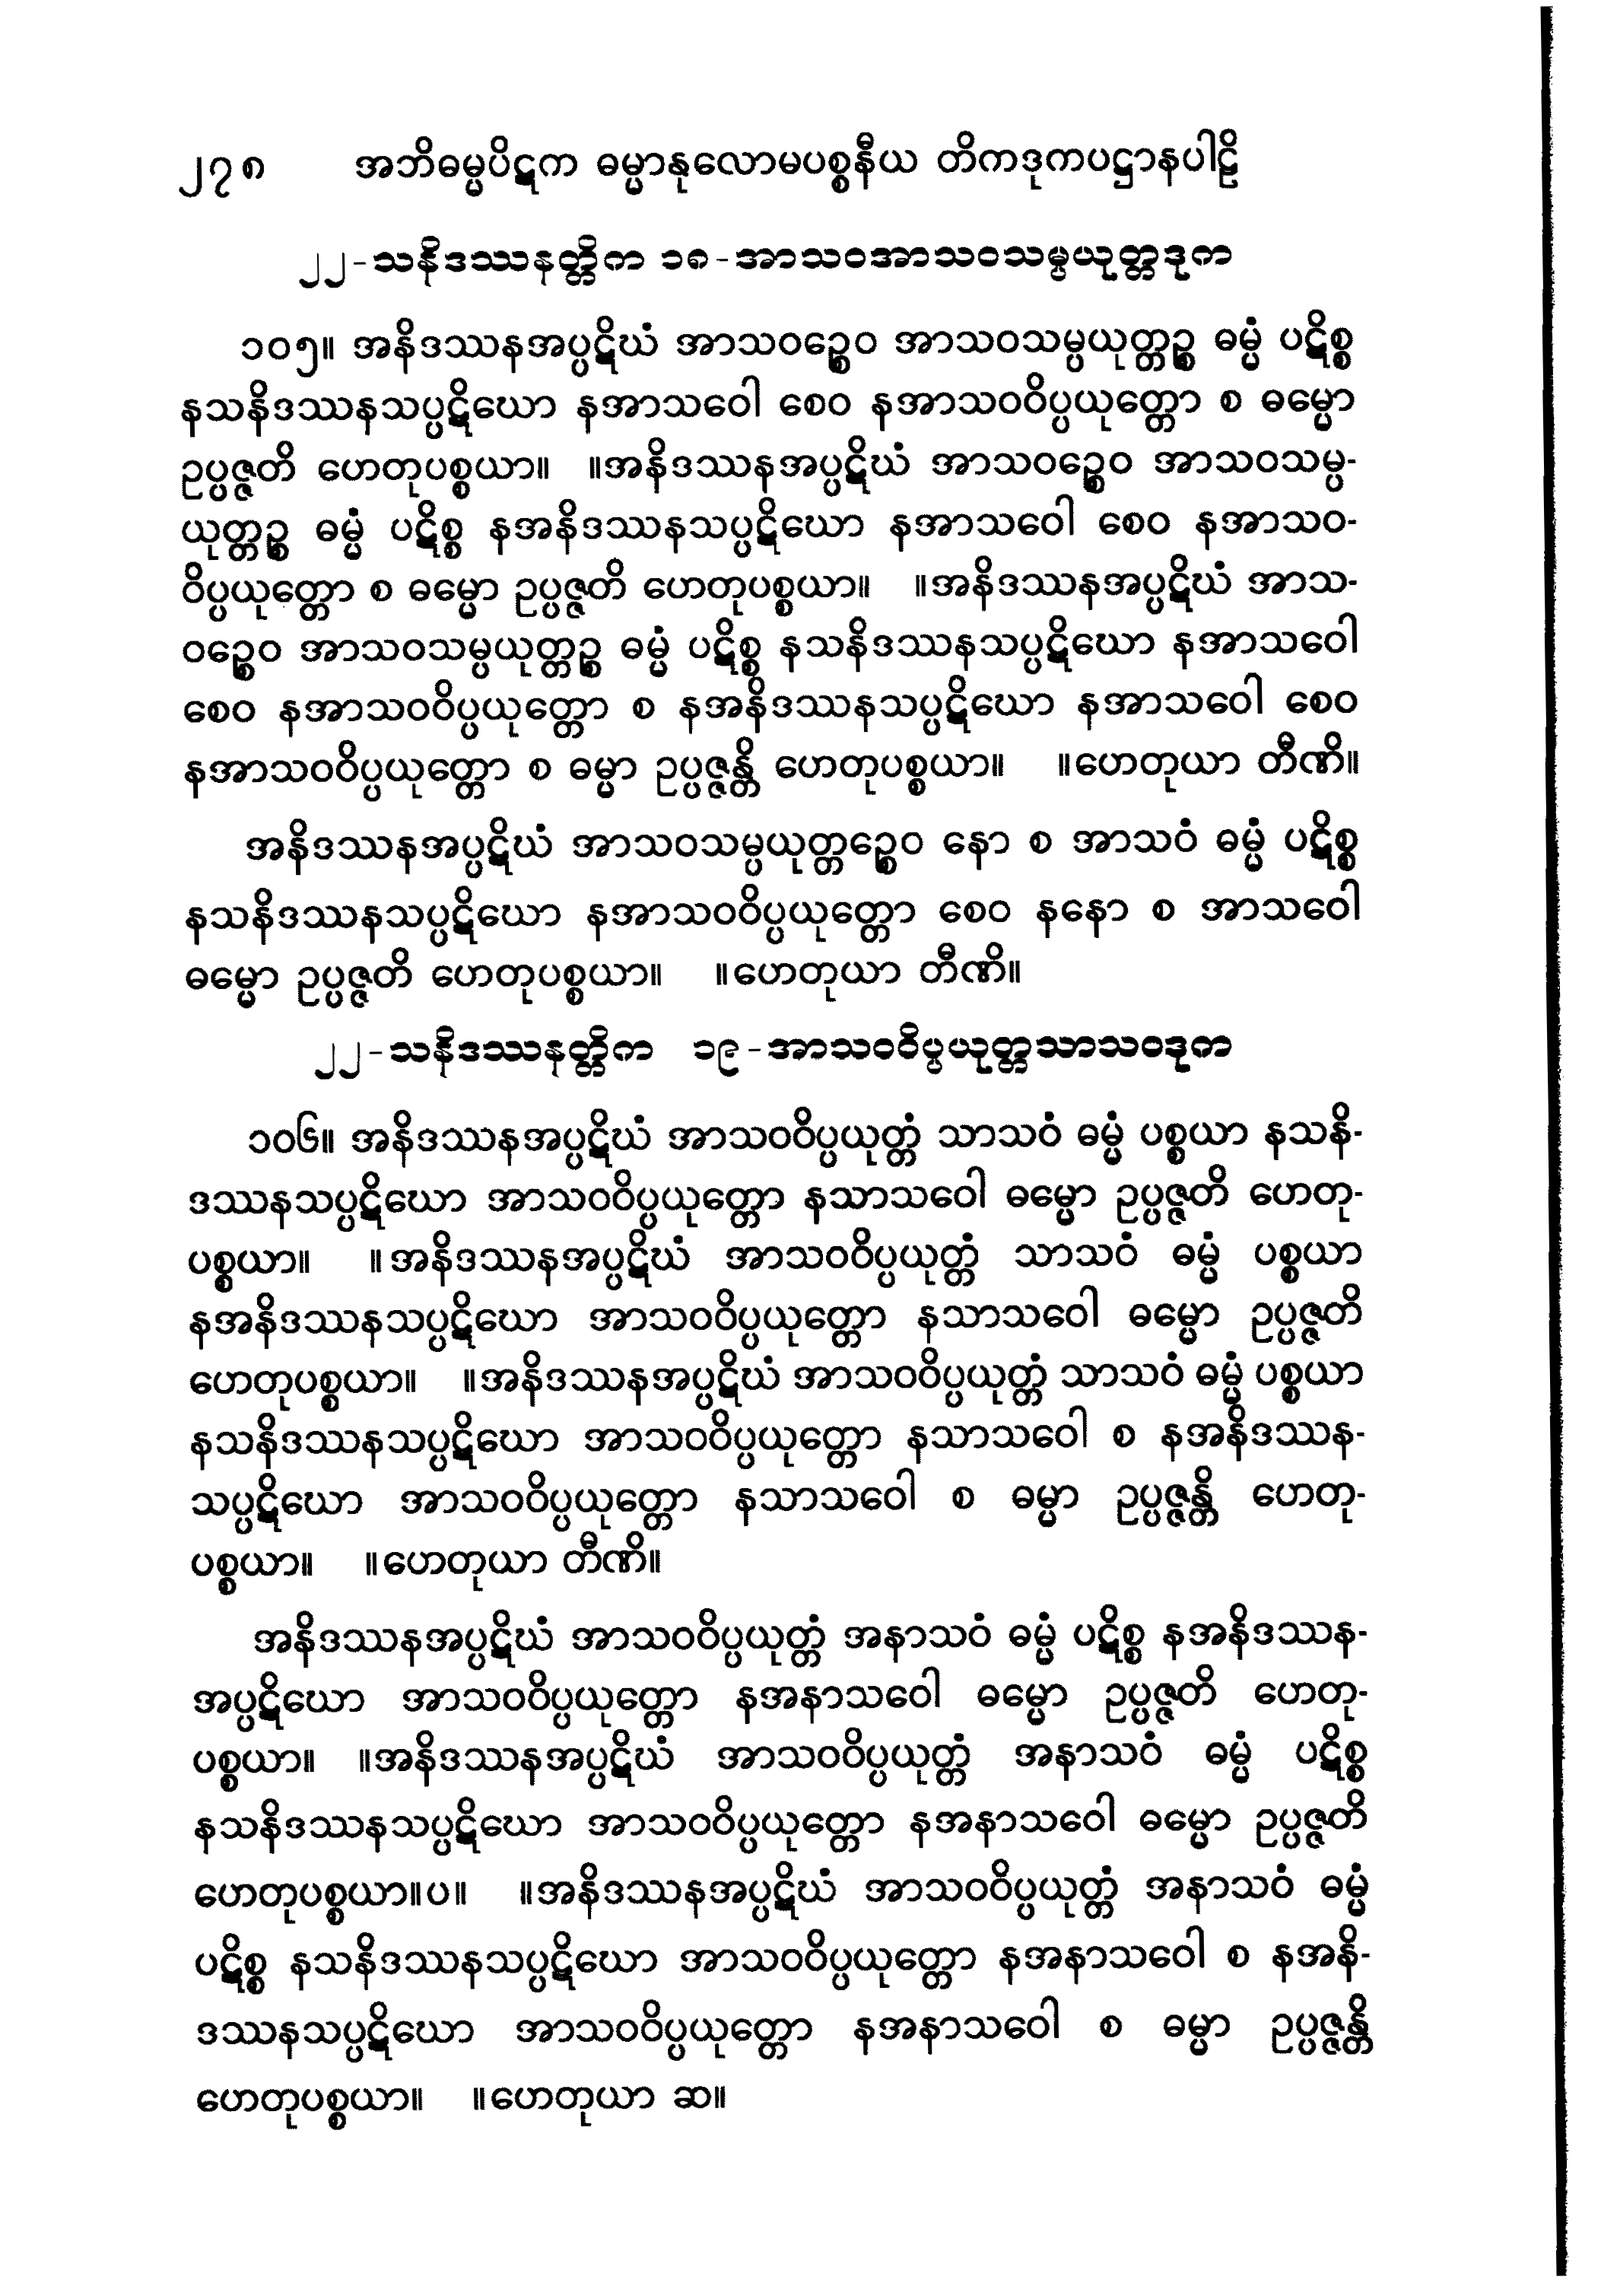 ၂၇၈ အဘိဓမ္မပိဋက ဓမ္မာနုလောမပစ္စနီယ တိကဒုကပဋ္ဌာနပါဠိ
၂၂-သနိဒဿနတ္တိက ၁၈-အာသဝအာသဝသမ္ပယုတ္တဒုက
၁၀၅။ အနိဒဿနအပ္ပဋိဃံ အာသဝဉ္စေဝ အာသဝသမ္ပယုတ္တဉ္စ ဓမ္မံ ပဋိစ္စ
နသနိဒဿနသပ္ပဋိဃော နအာသဝေါ စေဝ နအာသဝဝိပ္ပယုတ္တော စ ဓမ္မော
ဥပ္ပဇ္ဇတိ ဟေတုပစ္စယာ။ ။အနိဒဿနအပ္ပဋိဃံ အာသဝဉ္စေဝ အာသဝသမ္ပ-
ယုတ္တဉ္စ ဓမ္မံ ပဋိစ္စ နအနိဒဿနသပ္ပဋိဃော နအာသဝေါ စေဝ နအာသဝ-
ဝိပ္ပယုတ္တော စ ဓမ္မော ဥပ္ပဇ္ဇတိ ဟေတုပစ္စယာ။ ။အနိဒဿနအပ္ပဋိဃံ အာသ-
ဝဉ္စေဝ အာသဝသမ္ပယုတ္တဉ္စ ဓမ္မံ ပဋိစ္စ နသနိဒဿနသပ္ပဋိဃော နအာသဝေါ
စေဝ နအာသဝဝိပ္ပယုတ္တော စ နအနိဒဿနသပ္ပဋိဃော နအာသဝေါ စေဝ
နအာသဝဝိပ္ပယုတ္တော စ ဓမ္မာ ဥပ္ပဇ္ဇန္တိ ဟေတုပစ္စယာ။ ။ဟေတုယာ တီဏိ။
အနိဒဿနအပ္ပဋိဃံ အာသဝသမ္ပယုတ္တဉ္စေဝ နော စ အာသဝံ ဓမ္မံ ပဋိစ္စ
နသနိဒဿနသပ္ပဋိဃော နအာသဝဝိပ္ပယုတ္တော စေဝ နနော စ အာသဝေါ
ဓမ္မော ဥပ္ပဇ္ဇတိ ဟေတုပစ္စယာ။ ။ဟေတုယာ တီဏိ။
၂၂-သနိဒဿနတ္တိက ၁၉-အာသဝဝိပ္ပယုတ္တသာသဝဒုက
၁၀၆။ အနိဒဿနအပ္ပဋိဃံ အာသဝဝိပ္ပယုတ္တံ သာသဝံ ဓမ္မံ ပစ္စယာ နသနိ-
ဒဿနသပ္ပဋိဃော အာသဝဝိပ္ပယုတ္တော နသာသဝေါ ဓမ္မော ဥပ္ပဇ္ဇတိ ဟေတု-
ပစ္စယာ။ ။အနိဒဿနအပ္ပဋိဃံ အာသဝဝိပ္ပယုတ္တံ သာသဝံ ဓမ္မံ ပစ္စယာ
နအနိဒဿနသပ္ပဋိဃော အာသဝဝိပ္ပယုတ္တော နသာသဝေါ ဓမ္မော ဥပ္ပဇ္ဇတိ
ဟေတုပစ္စယာ။ ။အနိဒဿနအပ္ပဋိဃံ အာသဝဝိပ္ပယုတ္တံ သာသဝံ ဓမ္မံ ပစ္စယာ
နသနိဒဿနသပ္ပဋိဃော အာသဝဝိပ္ပယုတ္တော နသာသဝေါ စ နအနိဒဿန-
သပ္ပဋိဃော အာသဝဝိပ္ပယုတ္တော နသာသဝေါ စ ဓမ္မာ ဥပ္ပဇ္ဇန္တိ ဟေတု-
ပစ္စယာ။ ။ဟေတုယာ တီဏိ။
အနိဒဿနအပ္ပဋိဃံ အာသဝဝိပ္ပယုတ္တံ အနာသဝံ ဓမ္မံ ပဋိစ္စ နအနိဒဿန-
အပ္ပဋိဃော အာသဝဝိပ္ပယုတ္တော နအနာသဝေါ ဓမ္မော ဥပ္ပဇ္ဇတိ ဟေတု-
ပစ္စယာ။ ။အနိဒဿနအပ္ပဋိဃံ အာသဝဝိပ္ပယုတ္တံ အနာသဝံ ဓမ္မံ ပဋိစ္စ
နသနိဒဿနသပ္ပဋိဃော အာသဝဝိပ္ပယုတ္တော နအနာသဝေါ ဓမ္မော ဥပ္ပဇ္ဇတိ
ဟေတုပစ္စယာ။ပ။ ။အနိဒဿနအပ္ပဋိဃံ အာသဝဝိပ္ပယုတ္တံ အနာသဝံ ဓမ္မံ
ပဋိစ္စ နသနိဒဿနသပ္ပဋိဃော အာသဝဝိပ္ပယုတ္တော နအနာသဝေါ စ နအနိ-
ဒဿနသပ္ပဋိဃော အာသဝဝိပ္ပယုတ္တော နအနာသဝေါ စ ဓမ္မာ ဥပ္ပဇ္ဇန္တိ
ဟေတုပစ္စယာ။ ။ဟေတုယာ ဆ။